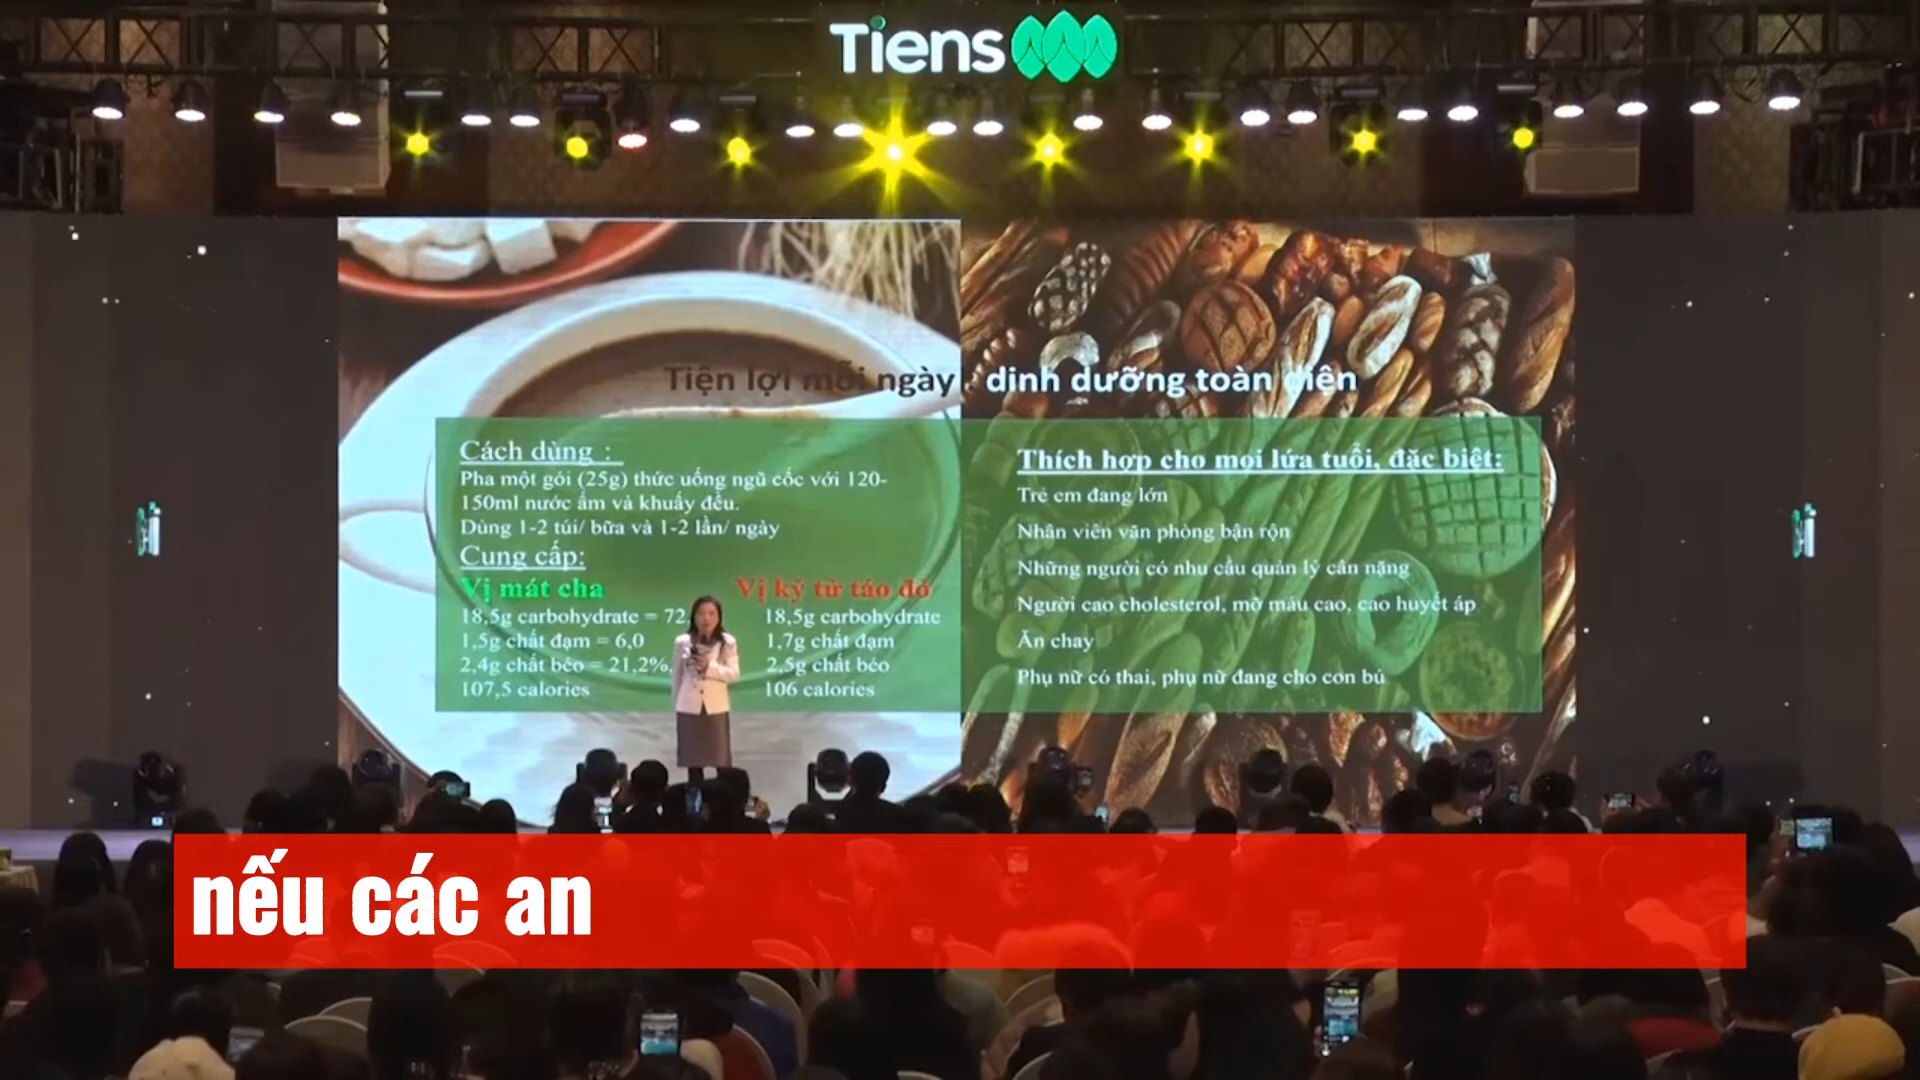 Tiens
Tiện lợi mỗi ngày, dinh dưỡng toàn diện
Cách dùng :
Pha một gói (25g) thức uống ngũ cốc với 120-
150ml nước ấm và khuấy đều.
Dùng 1-2 túi/ bữa và 1-2 lần/ ngày
Cung cấp:
Vị mát cha
18,5g carbohydrate = 72,
1,5g chất đạm = 6,0
2,4g chất béo = 21,2%
107,5 calories
Vị kỷ tử táo đỏ
18,5g carbohydrate
1,7g chất đạm
2,5g chất béo
106 calories
Thích hợp cho mọi lứa tuổi, đặc biệt:
Trẻ em đang lớn
Nhân viên văn phòng bận rộn
Những người có nhu cầu quản lý cân nặng
Người cao cholesterol, mỡ máu cao, cao huyết áp
Ăn chay
Phụ nữ có thai, phụ nữ đang cho con bú
nếu các an